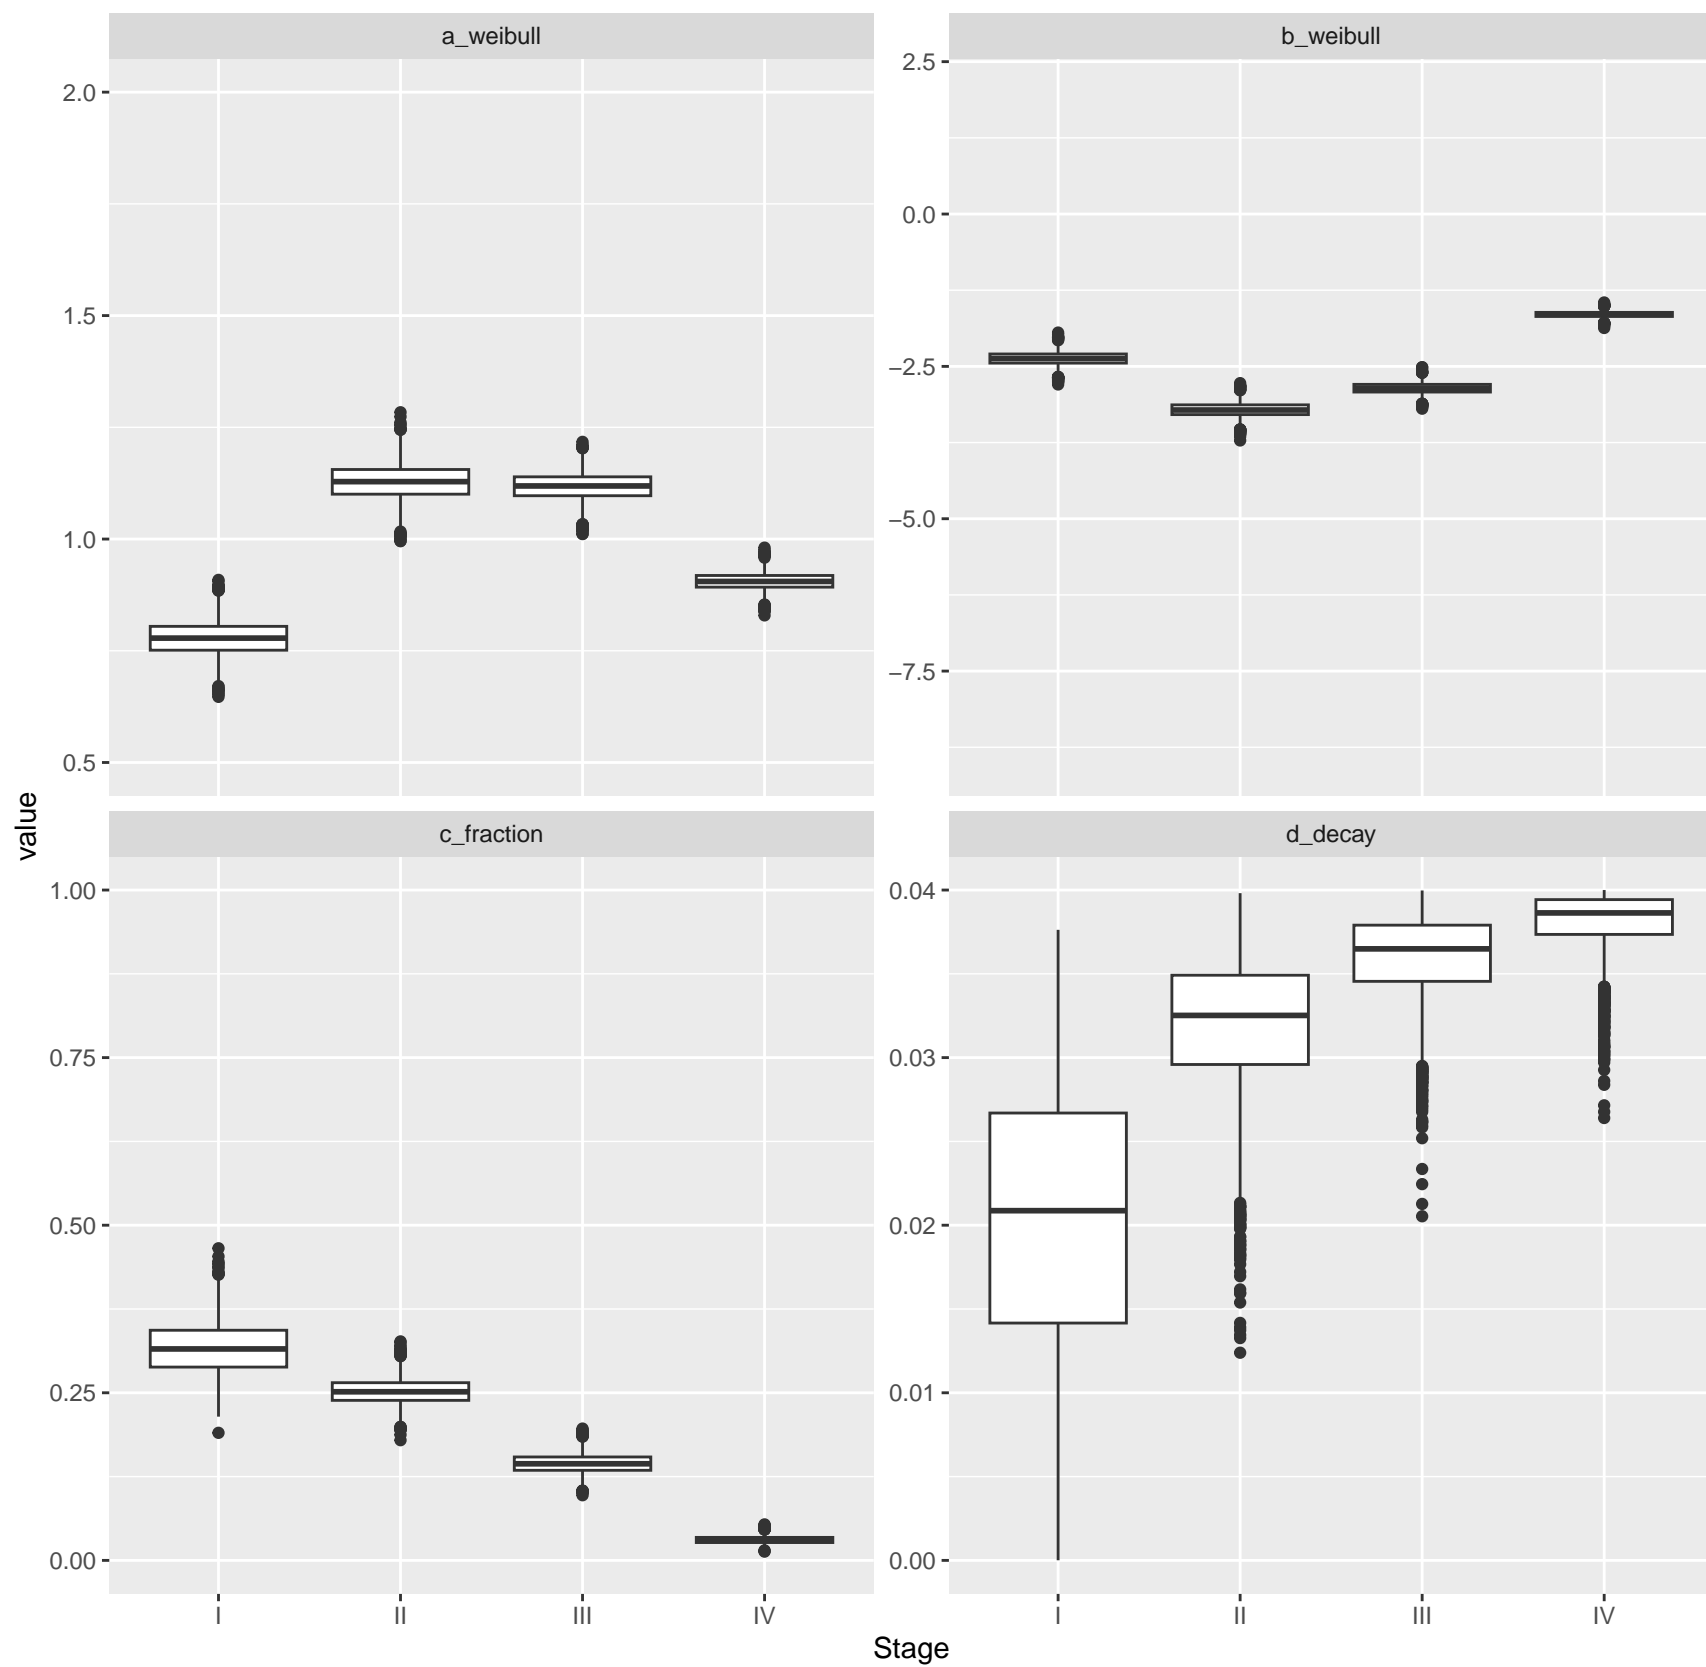 a_weibull
b_weibull
2.0
1.5
1.0
0.5
2.5
0.0
−2.5
−5.0
−7.5
value
c_fraction
d_decay
1.00
0.75
0.50
0.25
0.00
0.04
0.03
0.02
0.01
0.00
I II III IV
I II III IV
Stage